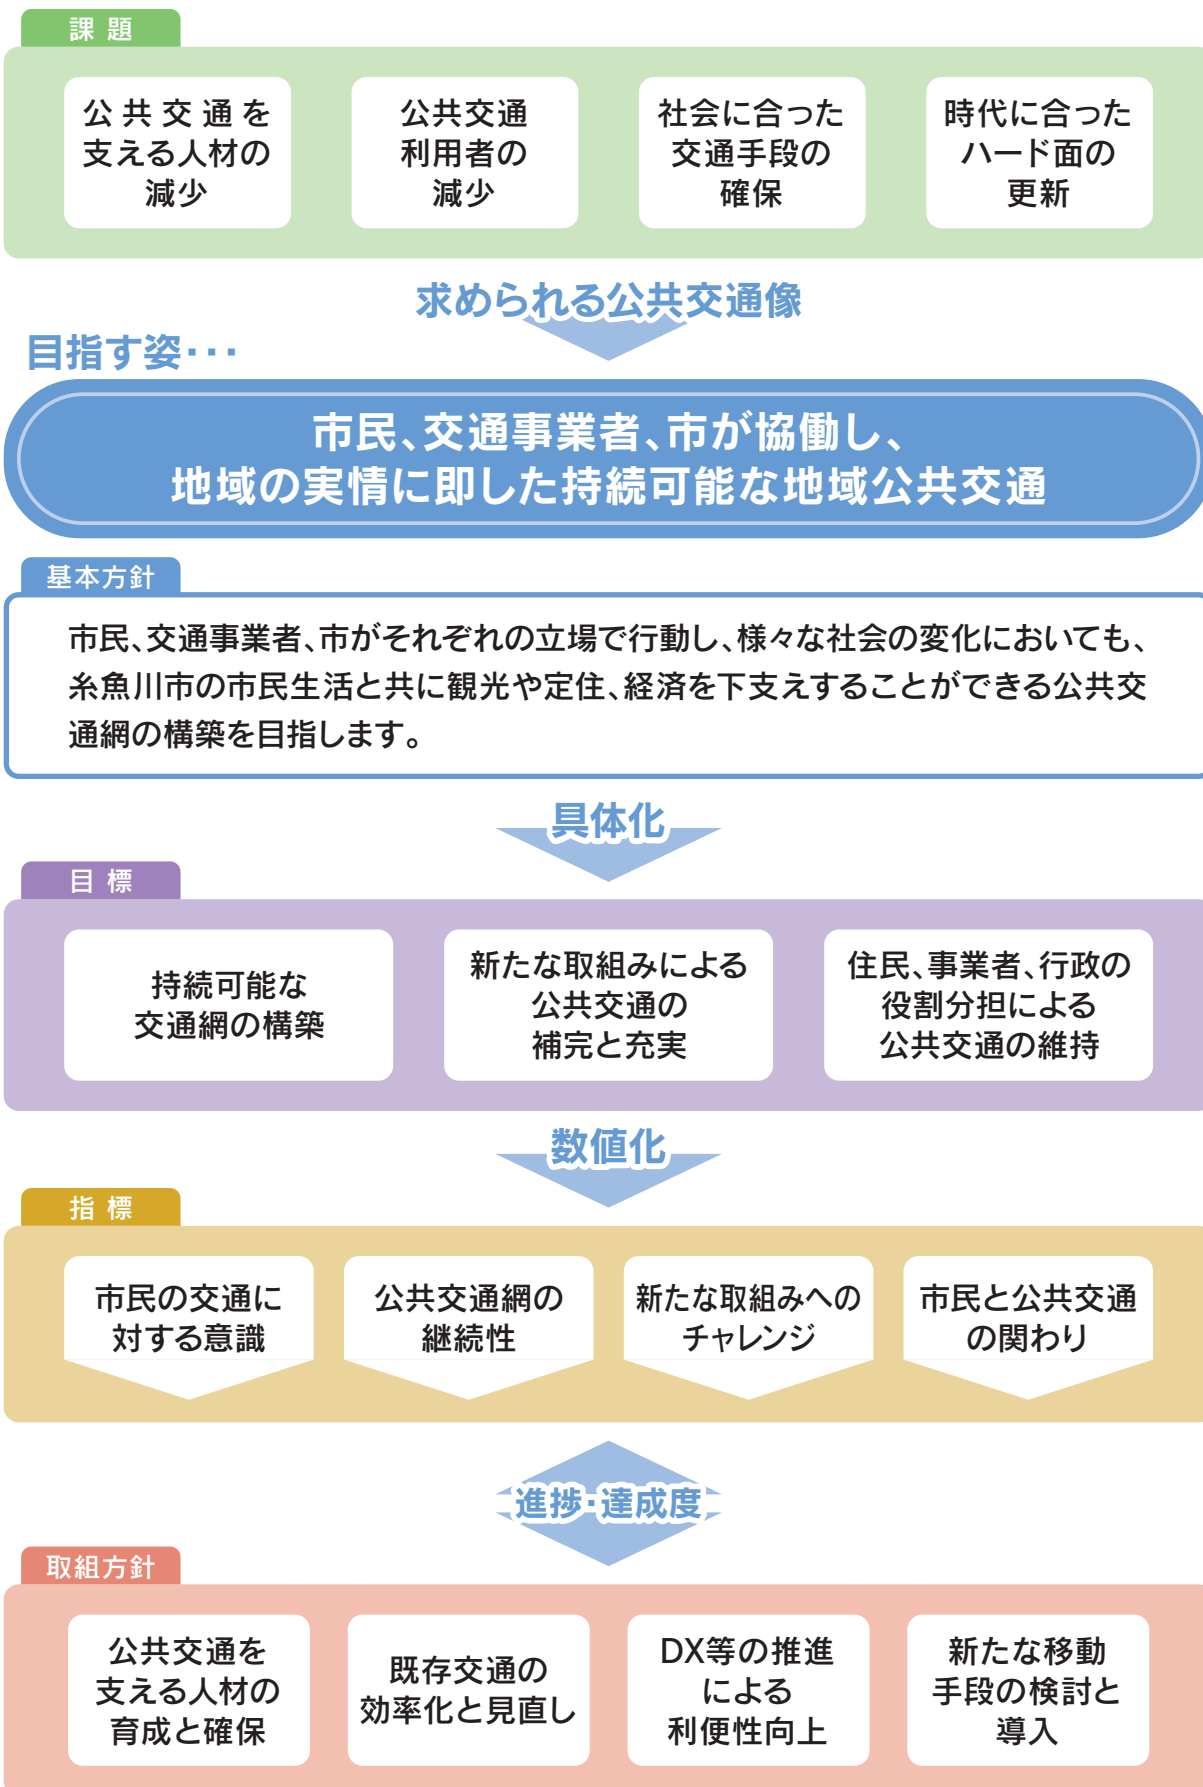 課題
公共交通を
支える人材の
減少
公共交通
利用者の
減少
社会に合った
交通手段の
確保
時代に合った
ハード面の
更新
求められる公共交通像
目指す姿･･･
市民、交通事業者、市が協働し、
地域の実情に即した持続可能な地域公共交通
基本方針
市民、交通事業者、市がそれぞれの立場で行動し、様々な社会の変化においても、
糸魚川市の市民生活と共に観光や定住、経済を下支えすることができる公共交
通網の構築を目指します。
具体化
目標
持続可能な
交通網の構築
新たな取組みによる
公共交通の
補完と充実
住民、事業者、行政の
役割分担による
公共交通の維持
数値化
指標
市民の交通に
対する意識
公共交通網の
継続性
新たな取組みへの
チャレンジ
市民と公共交通
の関わり
進捗･達成度
取組方針
公共交通を
支える人材の
育成と確保
既存交通の
効率化と見直し
DX等の推進
による
利便性向上
新たな移動
手段の検討と
導入